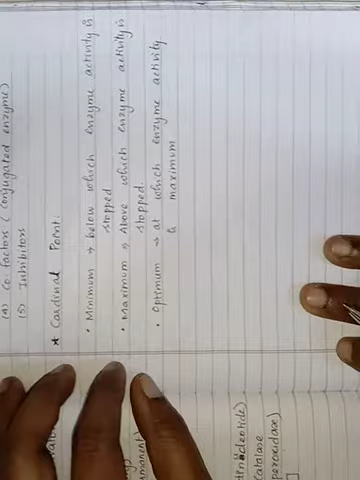 (4) Co-factors (conjugated enzyme)
(5) Inhibitors
* Cardinal Point:
• Minimum → below which enzyme activity is
stopped
• Maximum → Above which enzyme activity is
stopped.
• Optimum → at which enzyme activity
is maximum
manent)
catalase
peroxidase)